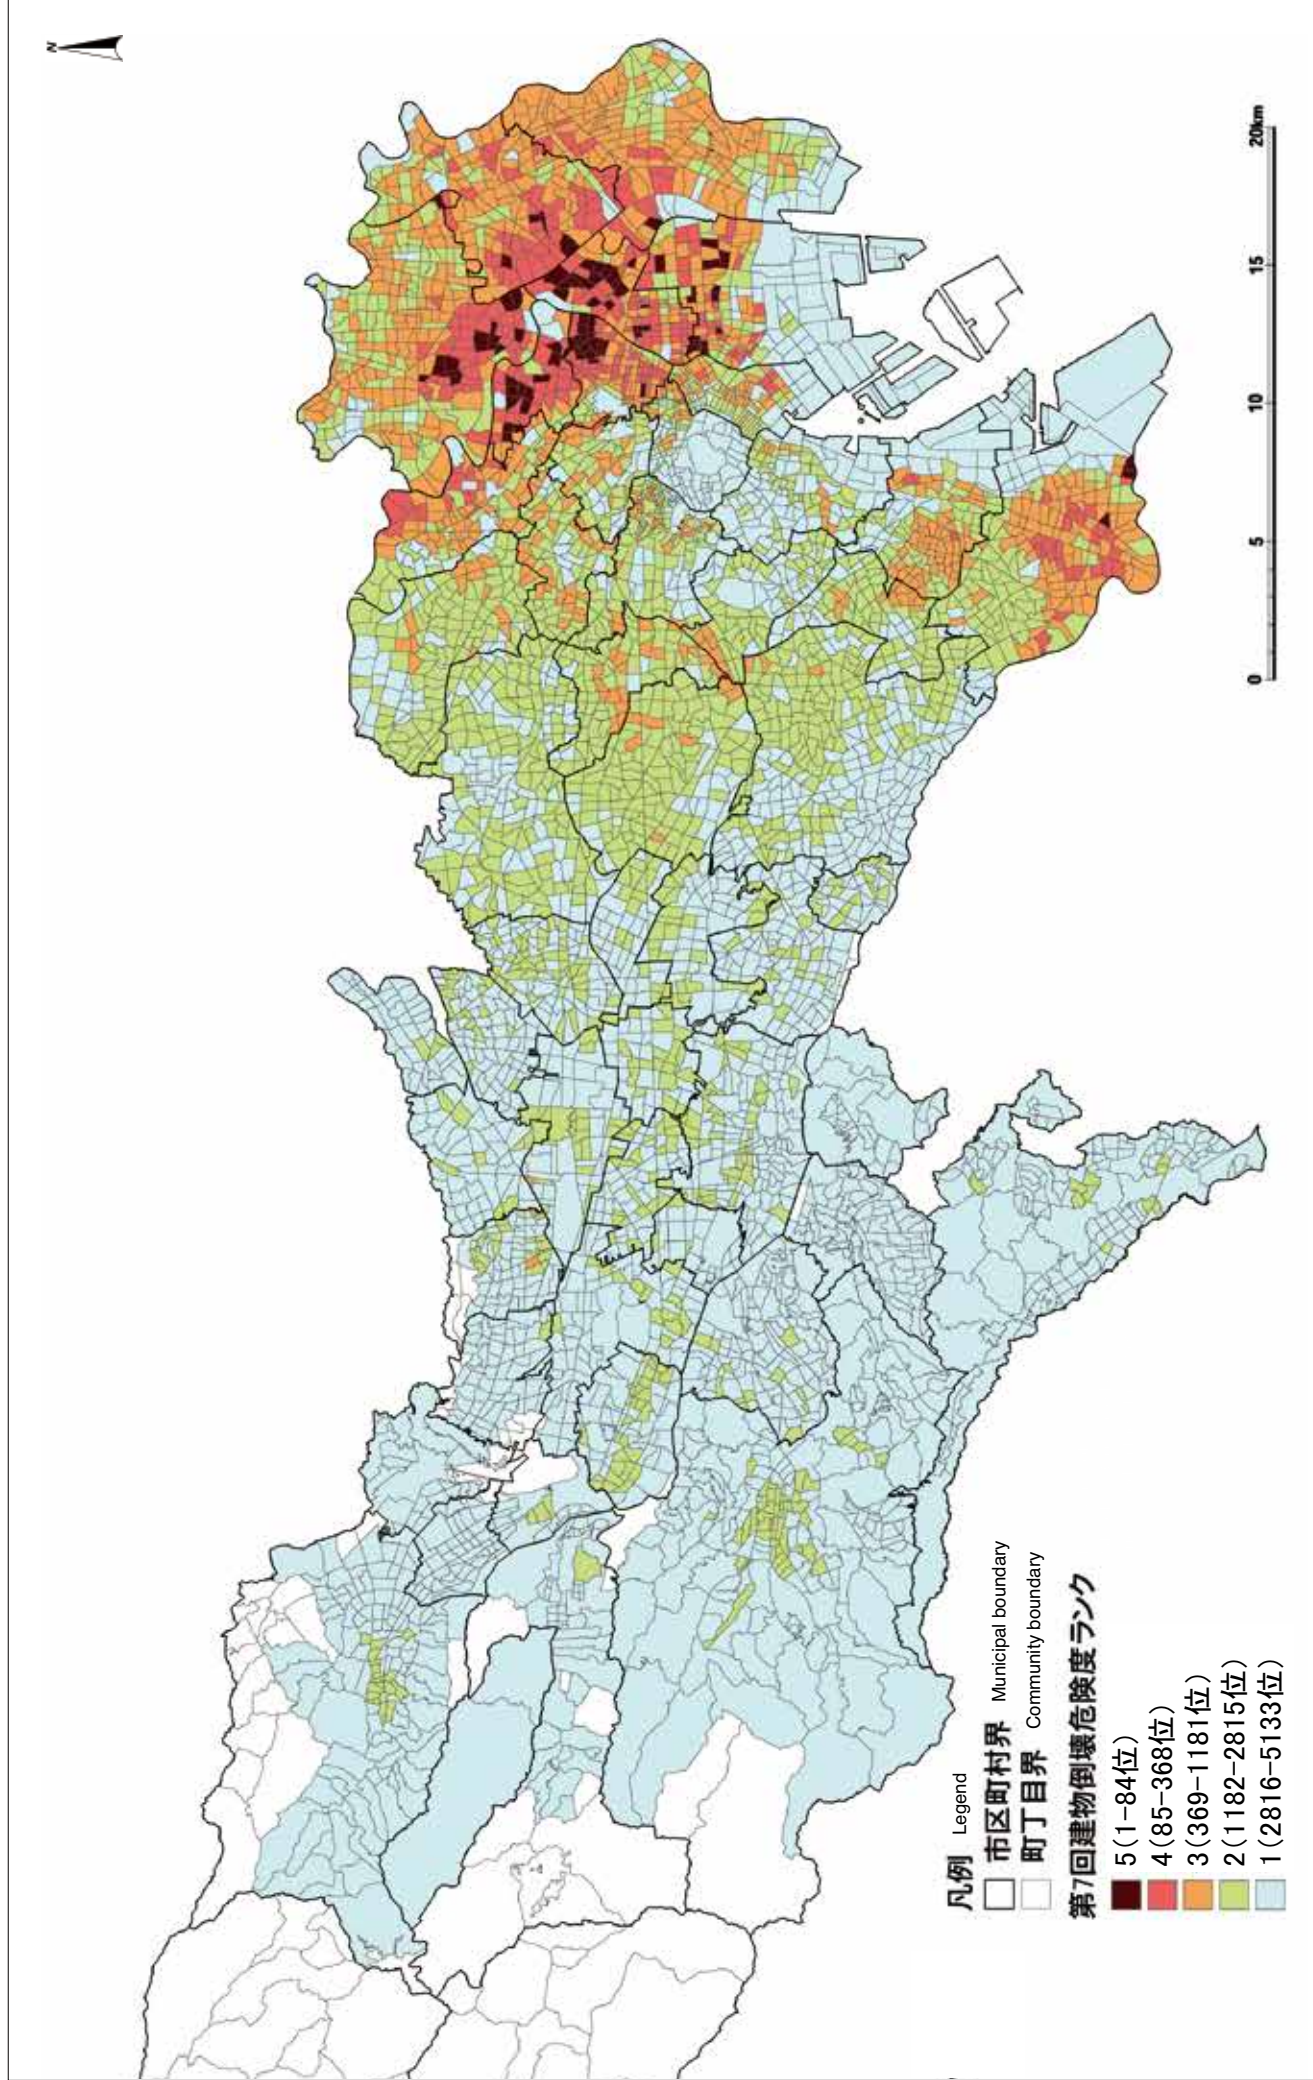 N
0 5 10 15 20km
凡例 Legend
市区町村界 Municipal boundary
町丁目界 Community boundary
第7回建物倒壊危険度ランク
5(1-84位)
4(85-368位)
3(369-1181位)
2(1182-2815位)
1(2816-5133位)